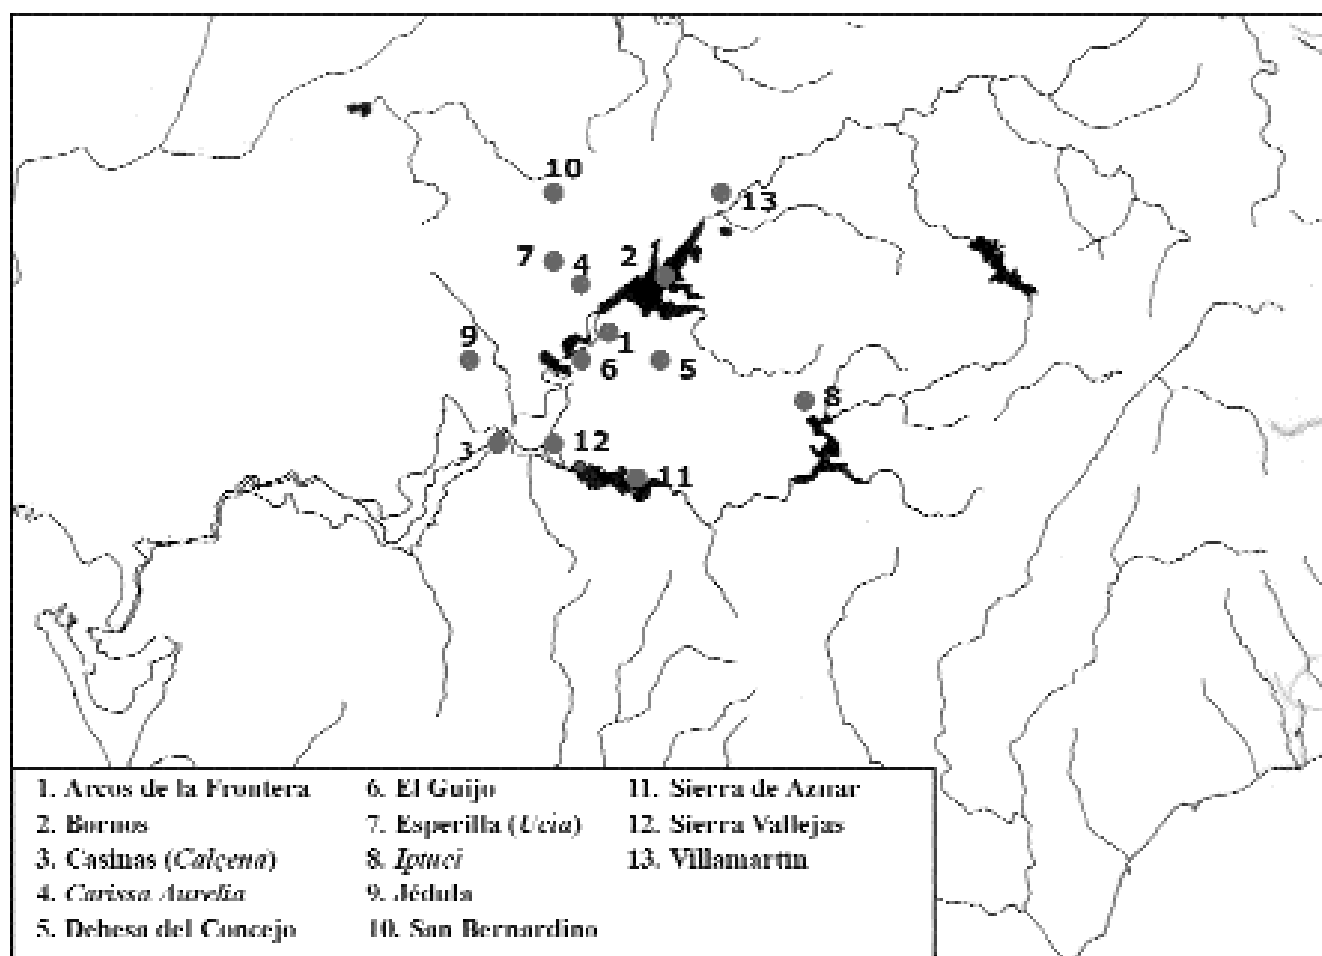 10
13
7
4
2
9
1
6
5
8
3
12
11
1. Arcos de la Frontera
2. Bornos
3. Casinas (Calçena)
4. Carissa Aurelia
5. Dehesa del Concejo
6. El Guijo
7. Esperilla (Ucia)
8. Iptuci
9. Jédula
10. San Bernardino
11. Sierra de Aznar
12. Sierra Vallejas
13. Villamartin